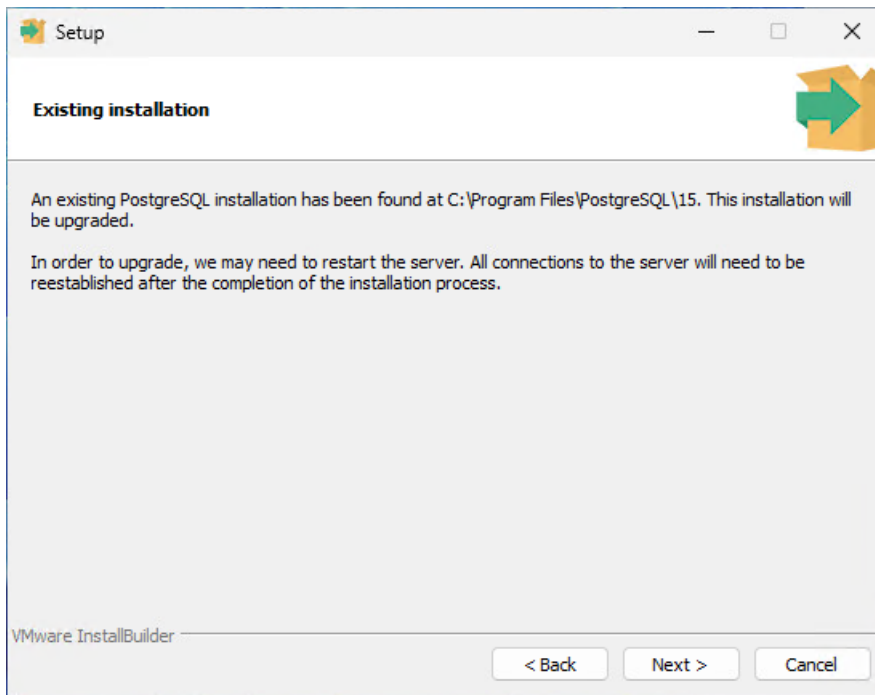 Setup
Existing installation
An existing PostgreSQL installation has been found at C:\Program Files\PostgreSQL\15. This installation will
be upgraded.
In order to upgrade, we may need to restart the server. All connections to the server will need to be
reestablished after the completion of the installation process.
VMware InstallBuilder
< Back Next > Cancel